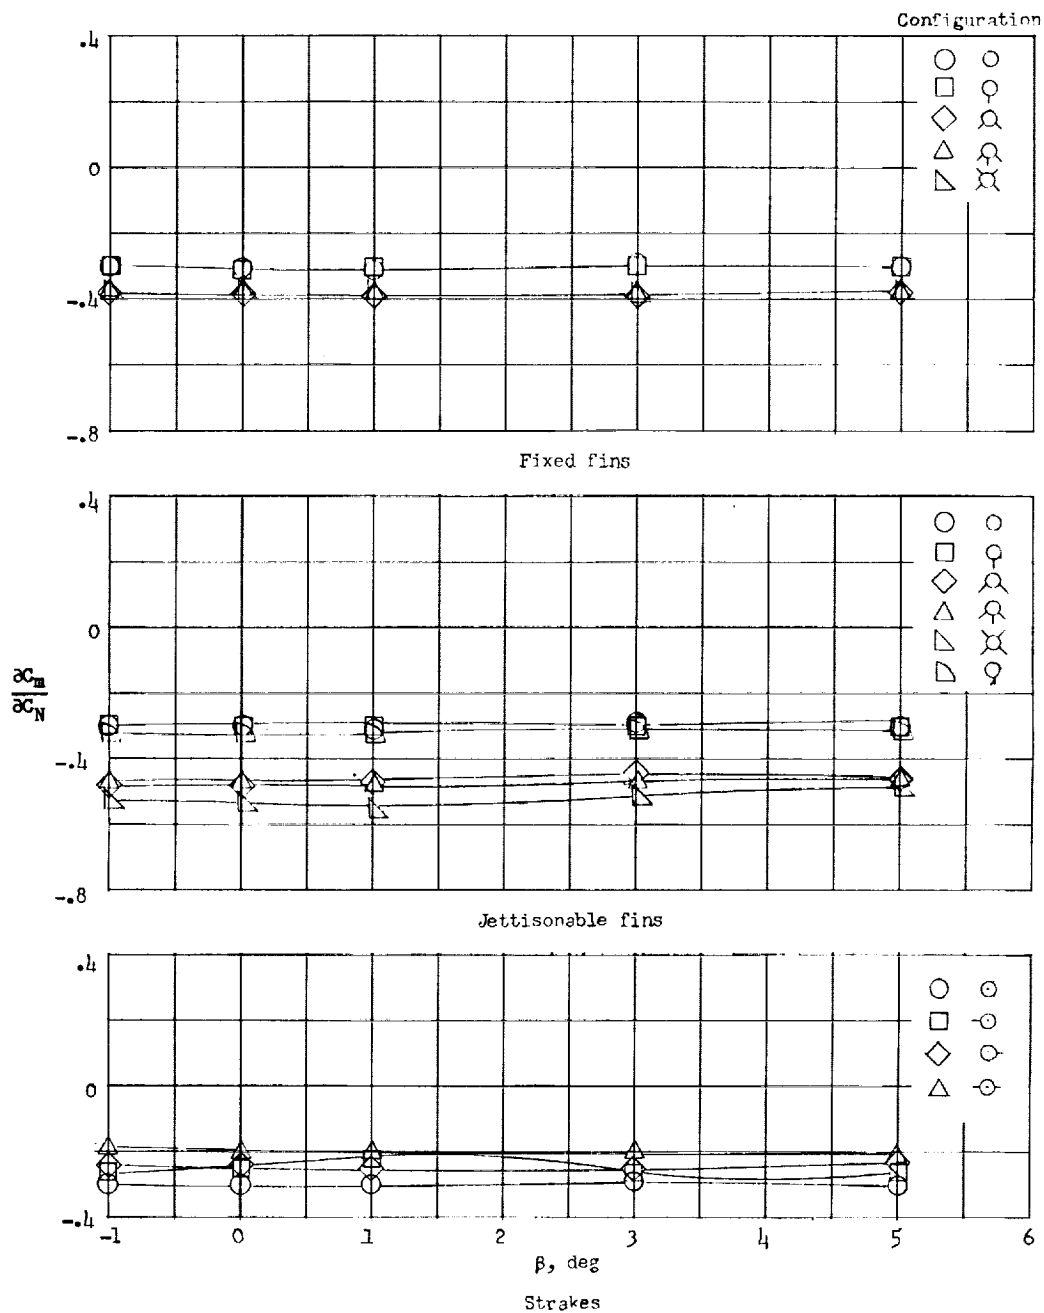 Configuration
.4
0
-.4
-.8
Fixed fins
.4
0
∂Cm
∂CN
-.4
-.8
Jettisonable fins
.4
0
-.4
-1 0 1 2 3 4 5 6
β, deg
Strakes